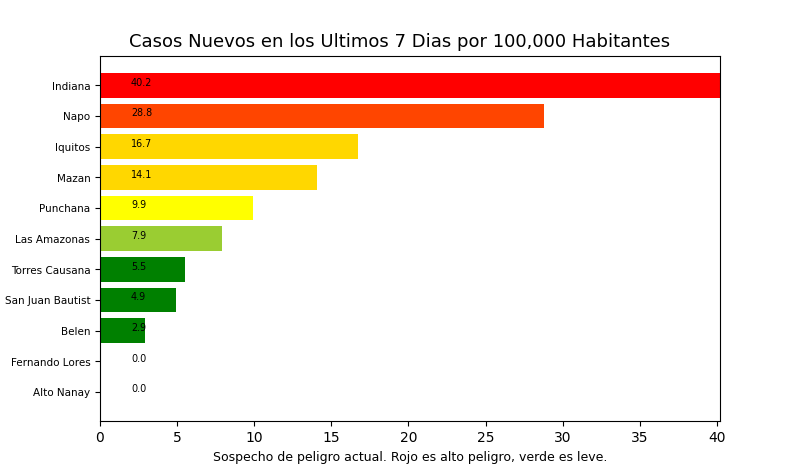 Casos Nuevos en los Ultimos 7 Dias por 100,000 Habitantes
Indiana 40.2
Napo 28.8
Iquitos 16.7
Mazan 14.1
Punchana 9.9
Las Amazonas 7.9
Torres Causana 5.5
San Juan Bautist 4.9
Belen 2.9
Fernando Lores 0.0
Alto Nanay 0.0
0 5 10 15 20 25 30 35 40
Sospecho de peligro actual. Rojo es alto peligro, verde es leve.